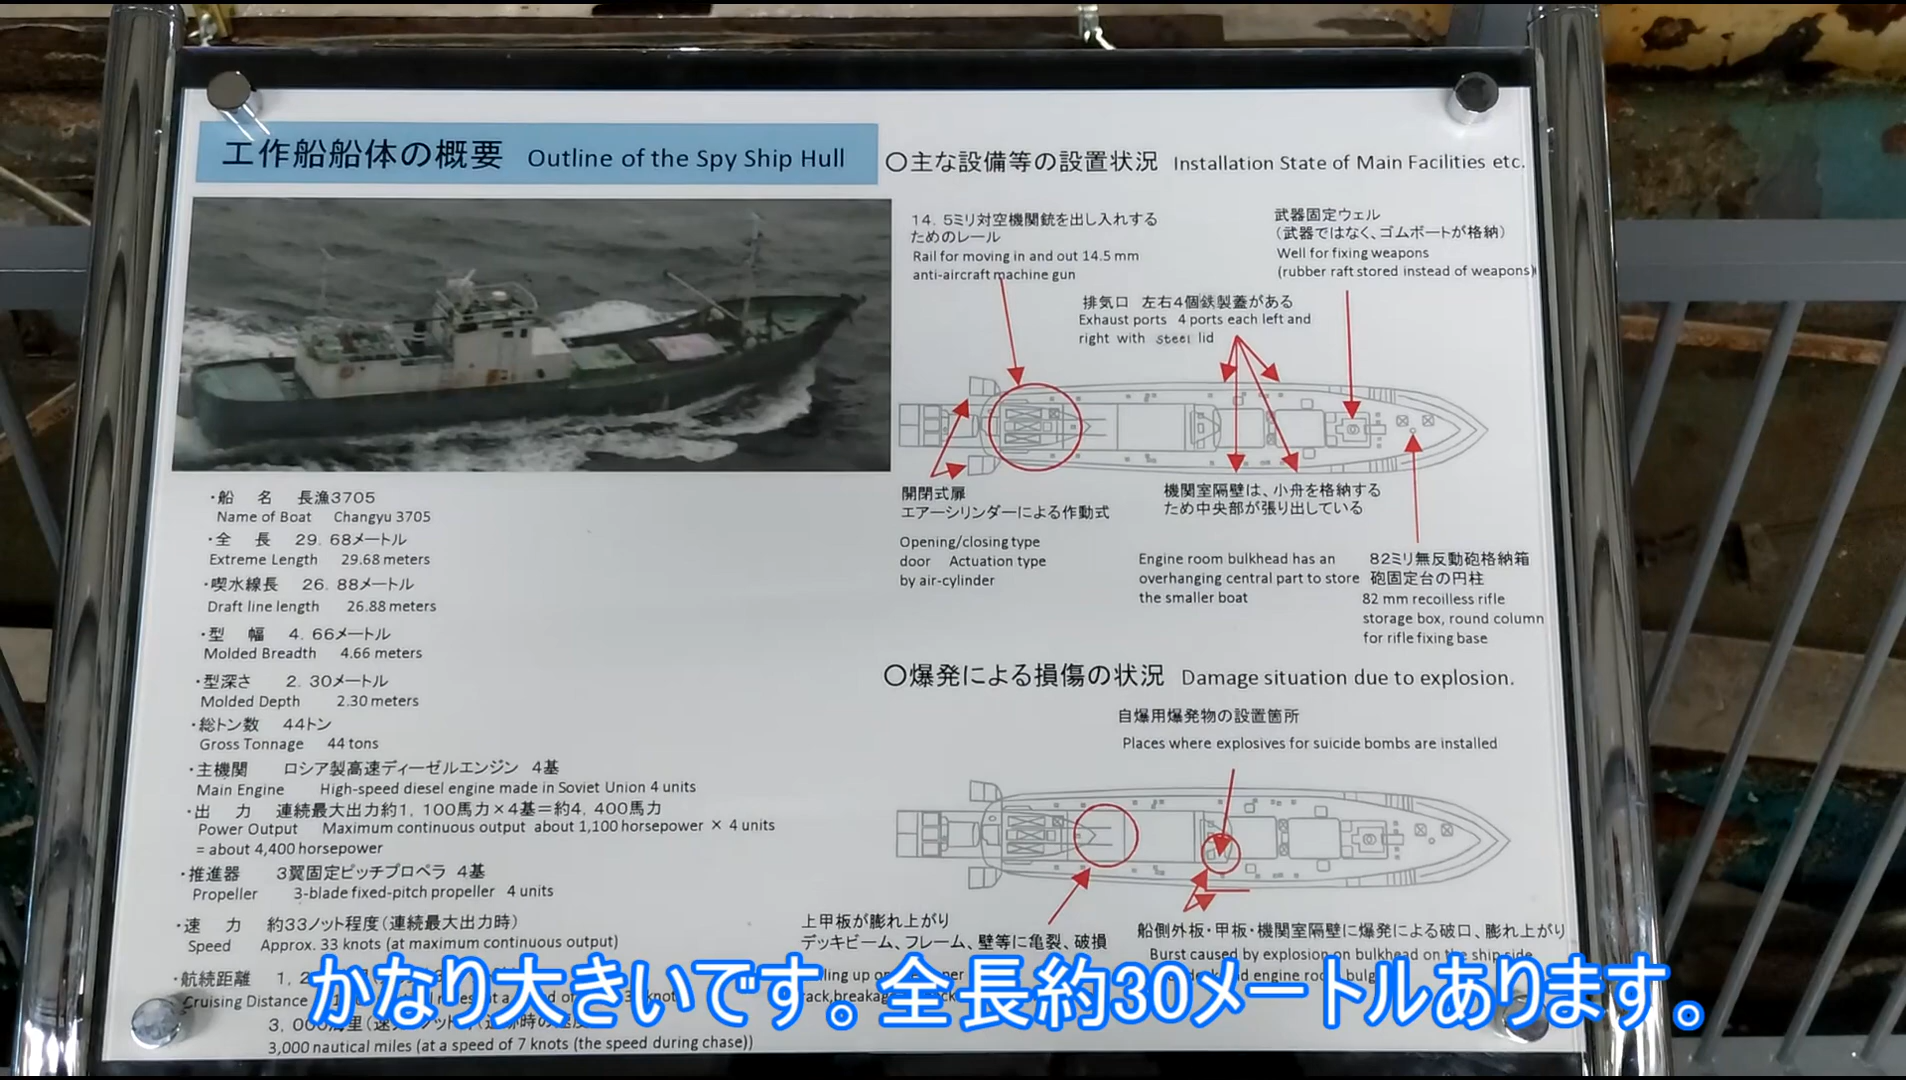 工作船船体の概要 Outline of the Spy Ship Hull
・船 名 長漁3705
Name of Boat Changyu 3705
・全 長 29.68メートル
Extreme Length 29.68 meters
・喫水線長 26.88メートル
Draft line length 26.88 meters
・型 幅 4.66メートル
Molded Breadth 4.66 meters
・型深さ 2.30メートル
Molded Depth 2.30 meters
・総トン数 44トン
Gross Tonnage 44 tons
・主機関 ロシア製高速ディーゼルエンジン 4基
Main Engine High-speed diesel engine made in Soviet Union 4 units
・出 力 連続最大出力約1,100馬力×4基=約4,400馬力
Power Output Maximum continuous output about 1,100 horsepower × 4 units
= about 4,400 horsepower
・推進器 3翼固定ピッチプロペラ 4基
Propeller 3-blade fixed-pitch propeller 4 units
・速 力 約33ノット程度(連続最大出力時)
Speed Approx. 33 knots (at maximum continuous output)
・航続距離 1,2
Cruising Distance
3,000海里(速
3,000 nautical miles (at a speed of 7 knots (the speed during chase))
〇主な設備等の設置状況 Installation State of Main Facilities etc.
14.5ミリ対空機関銃を出し入れする
ためのレール
Rail for moving in and out 14.5 mm
anti-aircraft machine gun
武器固定ウェル
(武器ではなく、ゴムボートが格納)
Well for fixing weapons
(rubber raft stored instead of weapons)
排気口 左右4個鉄製蓋がある
Exhaust ports 4 ports each left and
right with steel lid
開閉式扉
エアーシリンダーによる作動式
Opening/closing type
door Actuation type
by air-cylinder
機関室隔壁は、小舟を格納する
ため中央部が張り出している
Engine room bulkhead has an
overhanging central part to store
the smaller boat
82ミリ無反動砲格納箱
砲固定台の円柱
82 mm recoilless rifle
storage box, round column
for rifle fixing base
〇爆発による損傷の状況 Damage situation due to explosion.
自爆用爆発物の設置箇所
Places where explosives for suicide bombs are installed
上甲板が膨れ上がり
デッキビーム、フレーム、壁等に亀裂、破損
船側外板・甲板・機関室隔壁に爆発による破口、膨れ上がり
Burst caused by explosion on bulkhead on the ship side
かなり大きいです。全長約30メートルあります。